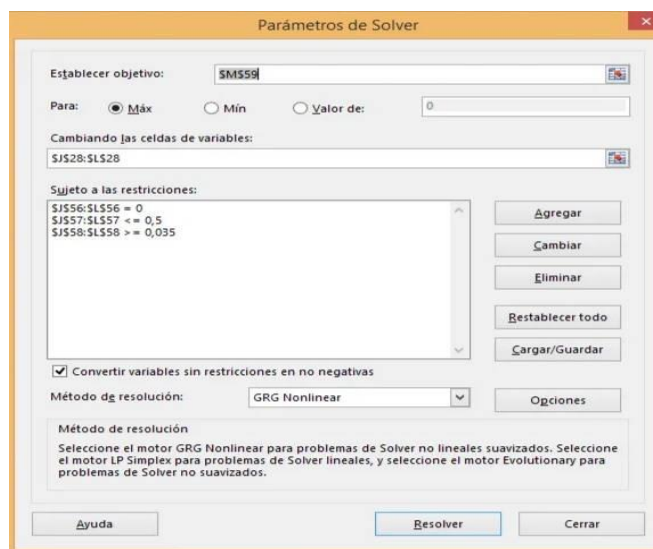 Parámetros de Solver
×
Establecer objetivo:
$M$59
Para:
Máx
Mín
Valor de:
0
Cambiando las celdas de variables:
$J$28:$L$28
Sujeto a las restricciones:
$J$56:$L$56 = 0
$J$57:$L$57 <= 0,5
$J$58:$L$58 >= 0,035
Agregar
Cambiar
Eliminar
Restablecer todo
Cargar/Guardar
Convertir variables sin restricciones en no negativas
Método de resolución:
GRG Nonlinear
Opciones
Método de resolución
Seleccione el motor GRG Nonlinear para problemas de Solver no lineales suavizados. Seleccione
el motor LP Simplex para problemas de Solver lineales, y seleccione el motor Evolutionary para
problemas de Solver no suavizados.
Ayuda
Resolver
Cerrar